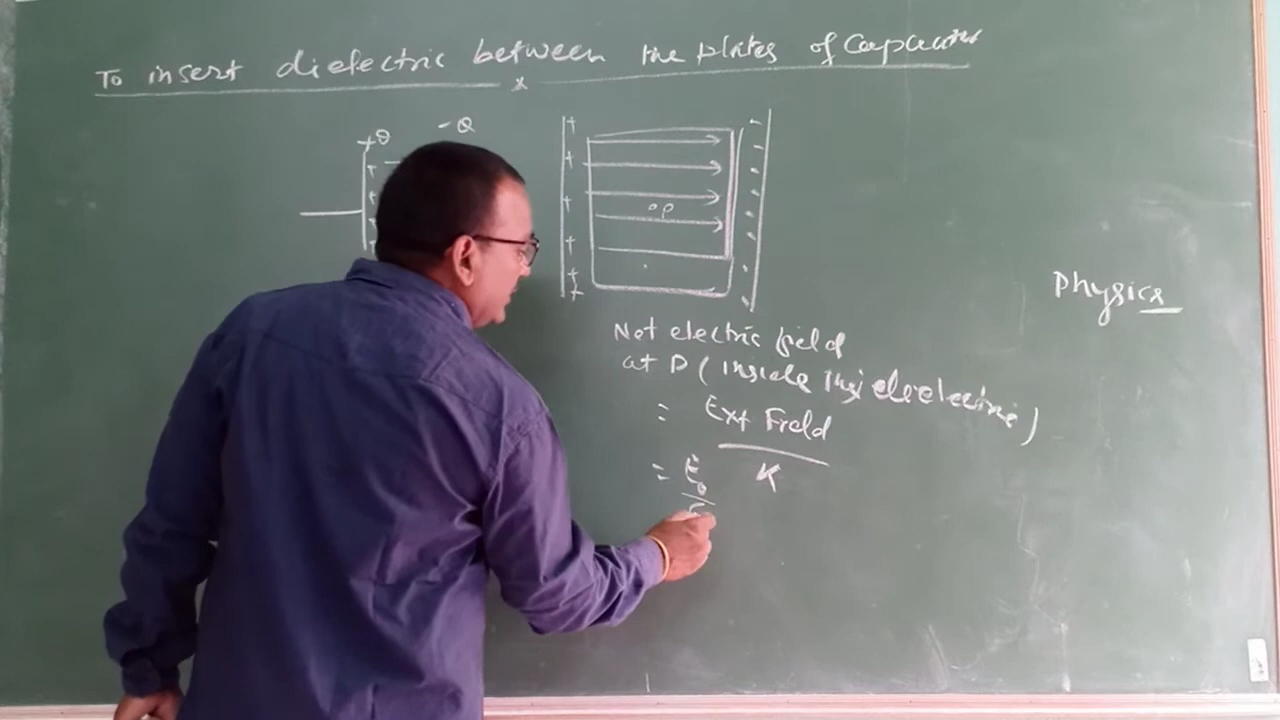 To insert dielectric between the plates of Capacitor
+Q -Q
op
Physics
Net electric field
at P (inside the dielectric)
= Ext Field
K
= E₀